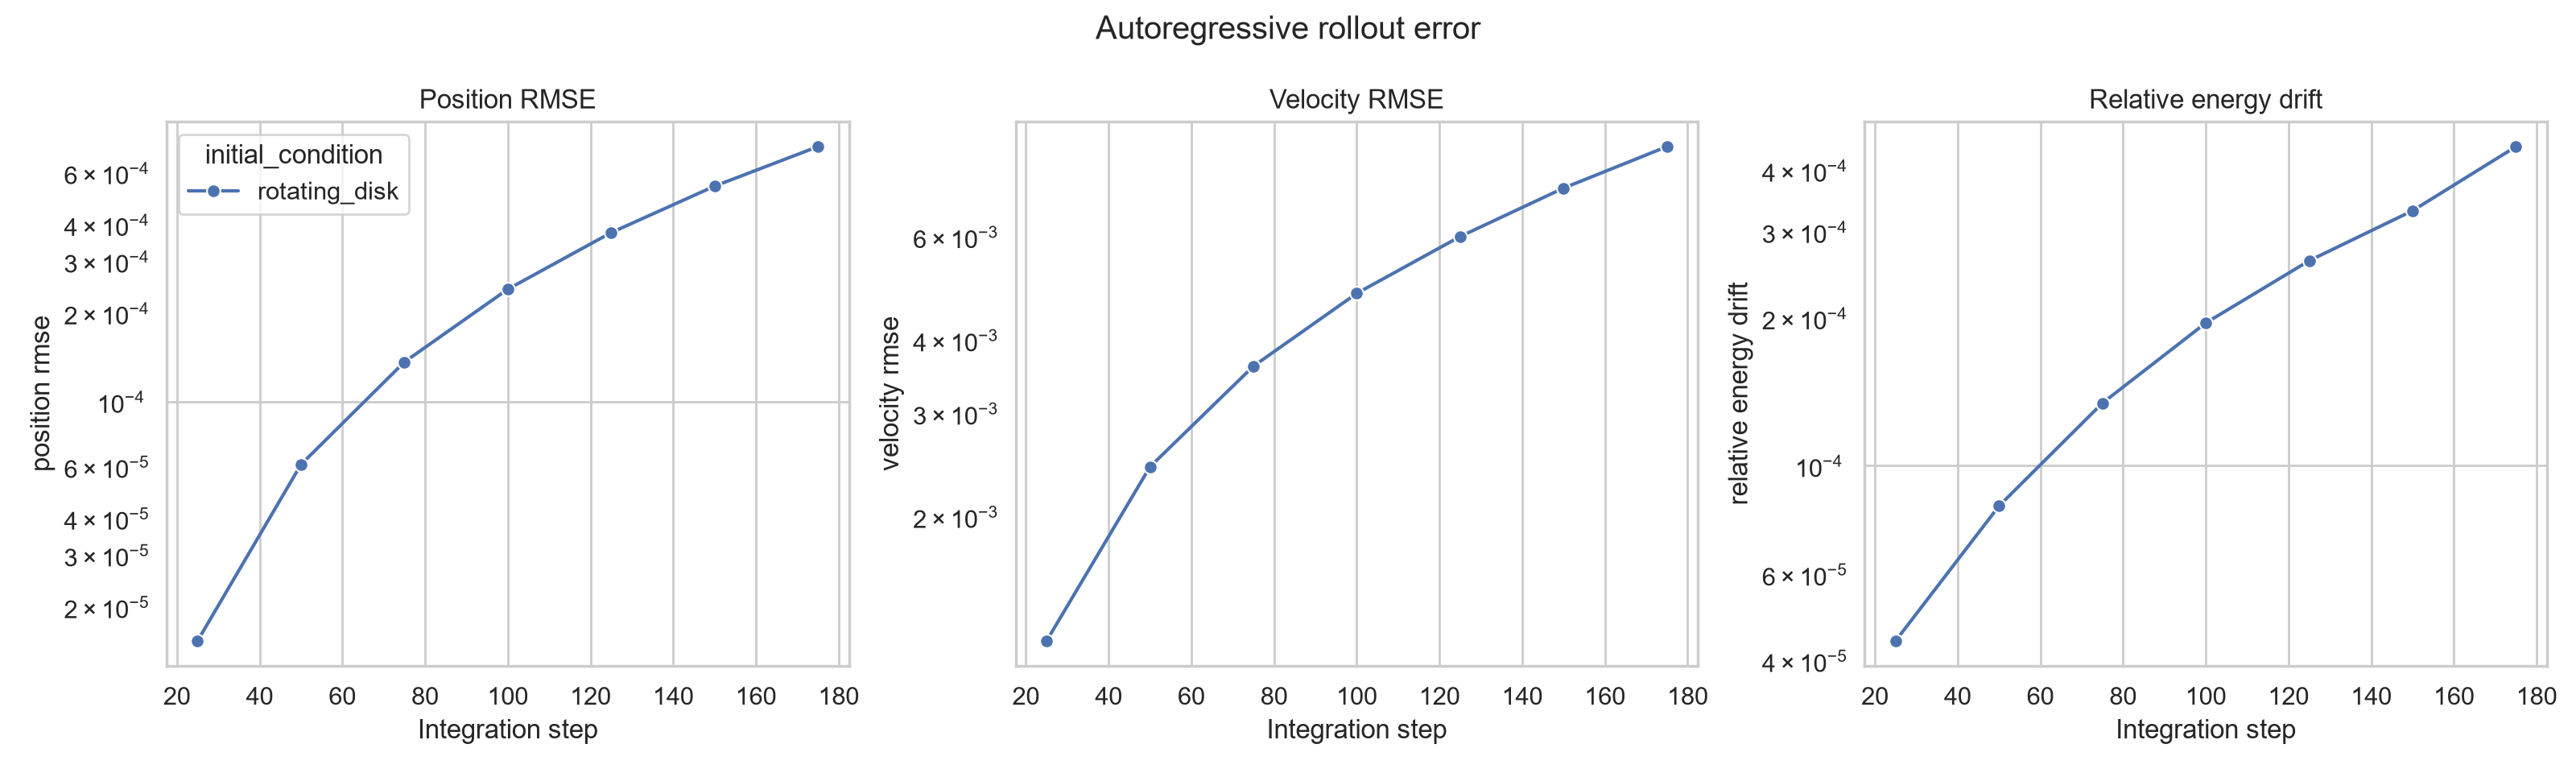 Autoregressive rollout error
Position RMSE
initial_condition
rotating_disk
6 × 10⁻⁴
4 × 10⁻⁴
3 × 10⁻⁴
2 × 10⁻⁴
10⁻⁴
6 × 10⁻⁵
4 × 10⁻⁵
3 × 10⁻⁵
2 × 10⁻⁵
position rmse
20 40 60 80 100 120 140 160 180
Integration step
Velocity RMSE
6 × 10⁻³
4 × 10⁻³
3 × 10⁻³
2 × 10⁻³
velocity rmse
20 40 60 80 100 120 140 160 180
Integration step
Relative energy drift
4 × 10⁻⁴
3 × 10⁻⁴
2 × 10⁻⁴
10⁻⁴
6 × 10⁻⁵
4 × 10⁻⁵
relative energy drift
20 40 60 80 100 120 140 160 180
Integration step